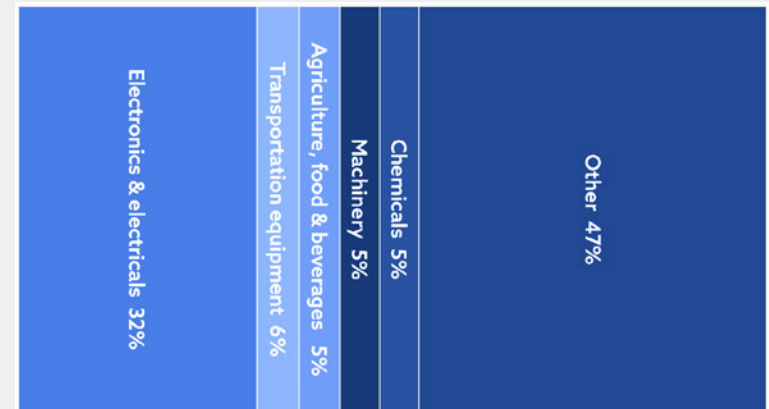 Electronics & electricals 32%
Transportation equipment 6%
Agriculture, food & beverages 5%
Machinery 5%
Chemicals 5%
Other 47%